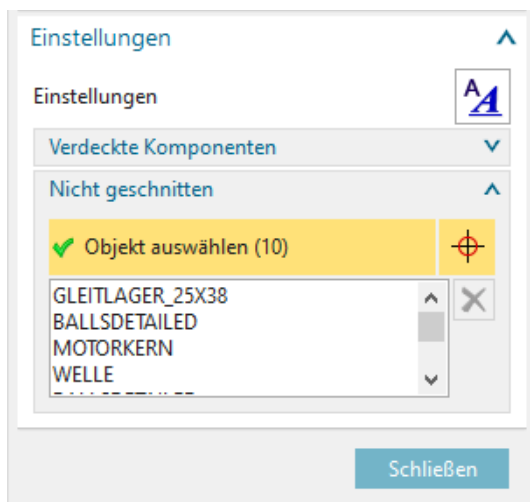 Einstellungen
Einstellungen
Verdeckte Komponenten
Nicht geschnitten
Objekt auswählen (10)
GLEITLAGER_25X38
BALLSDETAILED
MOTORKERN
WELLE
Schließen